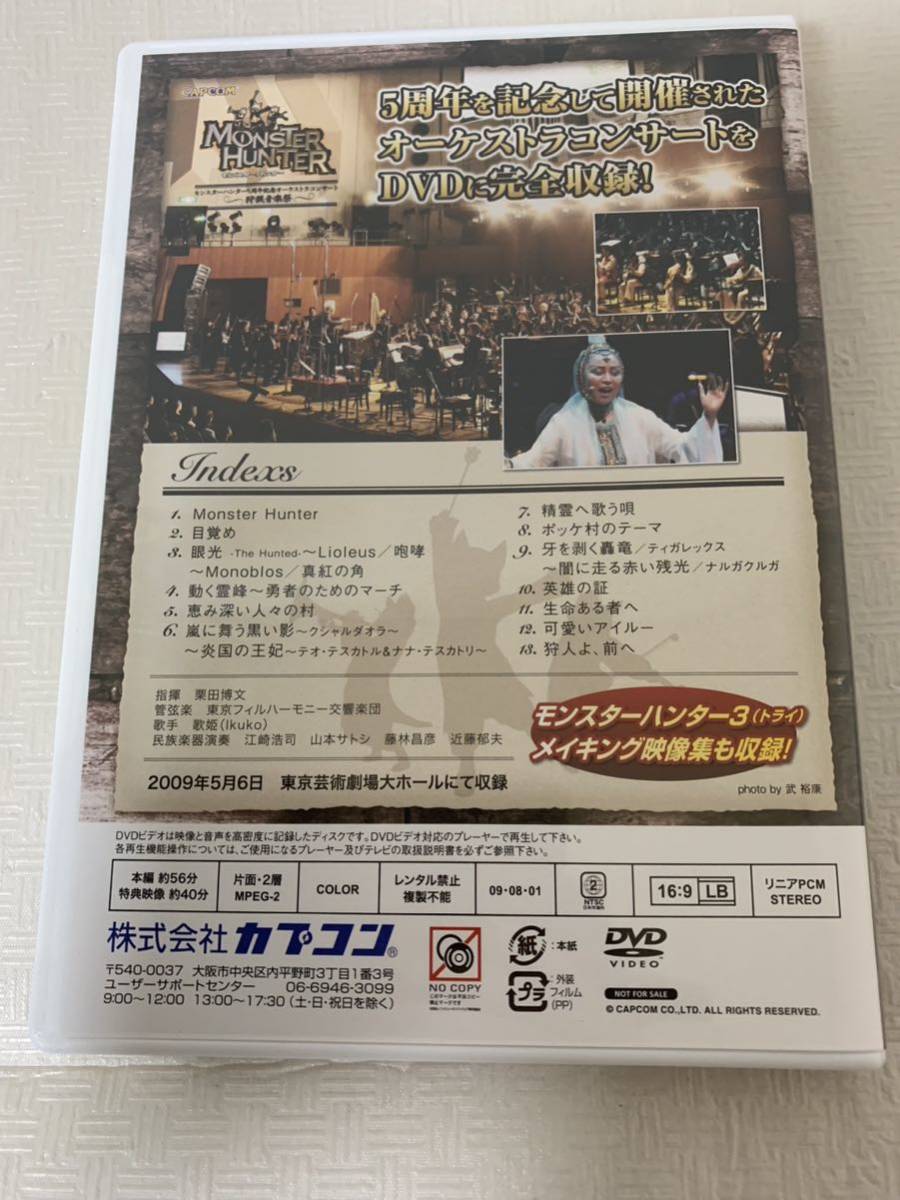 CAPCOM
MONSTER
HUNTER
モンスターハンター5周年記念オーケストラコンサート
～狩猟音楽祭～
5周年を記念して開催された
オーケストラコンサートを
DVDに完全収録!
Indexs
1. Monster Hunter
2. 目覚め
3. 眼光 -The Hunted-～Lioleus/咆哮
～Monoblos/真紅の角
4. 動く霊峰～勇者のためのマーチ
5. 恵み深い人々の村
6. 嵐に舞う黒い影～クシャルダオラ～
～炎国の王妃～テオ・テスカトル&ナナ・テスカトリ～
7. 精霊へ歌う唄
8. ポッケ村のテーマ
9. 牙を剥く轟竜/ティガレックス
～闇に走る赤い残光/ナルガクルガ
10. 英雄の証
11. 生命ある者へ
12. 可愛いアイルー
13. 狩人よ、前へ
指揮 栗田博文
管弦楽 東京フィルハーモニー交響楽団
歌手 歌姫(Ikuko)
民族楽器演奏 江崎浩司 山本サトシ 藤林昌彦 近藤郁夫
2009年5月6日 東京芸術劇場大ホールにて収録
モンスターハンター3(トライ)
メイキング映像集も収録!
photo by 武 裕康
DVDビデオは映像と音声を高密度に記録したディスクです。DVDビデオ対応のプレーヤーで再生して下さい。
各再生機能操作については、ご使用になるプレーヤー及びテレビの取扱説明書を必ずご参照下さい。
本編 約56分
特典映像 約40分
片面・2層
MPEG-2
COLOR
レンタル禁止
複製不能
09・08・01
2
NTSC
日本市場向
16:9 LB
リニアPCM
STEREO
株式会社カプコン®
〒540-0037 大阪市中央区内平野町3丁目1番3号
ユーザーサポートセンター 06-6946-3099
9:00～12:00 13:00～17:30(土・日・祝日を除く)
NO COPY
紙 :本紙
プラ :外装
フィルム
(PP)
DVD
VIDEO
NOT FOR SALE
© CAPCOM CO.,LTD. ALL RIGHTS RESERVED.